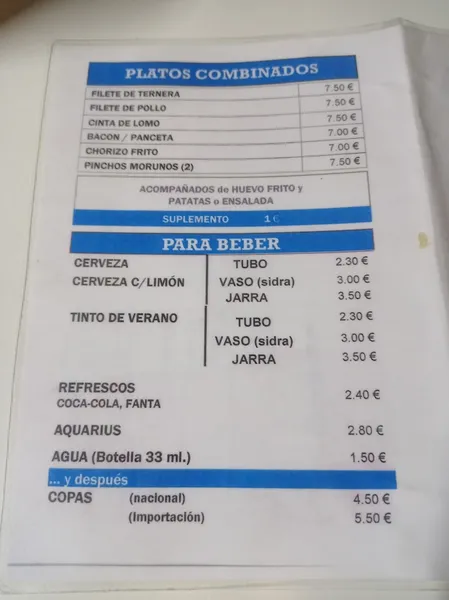 PLATOS COMBINADOS
FILETE DE TERNERA 7.50 €
FILETE DE POLLO 7.50 €
CINTA DE LOMO 7.50 €
BACON / PANCETA 7.00 €
CHORIZO FRITO 7.00 €
PINCHOS MORUNOS (2) 7.50 €
ACOMPAÑADOS de HUEVO FRITO y
PATATAS o ENSALADA
SUPLEMENTO 1 €
PARA BEBER
CERVEZA TUBO 2.30 €
CERVEZA C/LIMÓN VASO (sidra) 3.00 €
JARRA 3.50 €
TINTO DE VERANO TUBO 2.30 €
VASO (sidra) 3.00 €
JARRA 3.50 €
REFRESCOS
COCA-COLA, FANTA 2.40 €
AQUARIUS 2.80 €
AGUA (Botella 33 ml.) 1.50 €
... y después
COPAS (nacional) 4.50 €
(Importación) 5.50 €